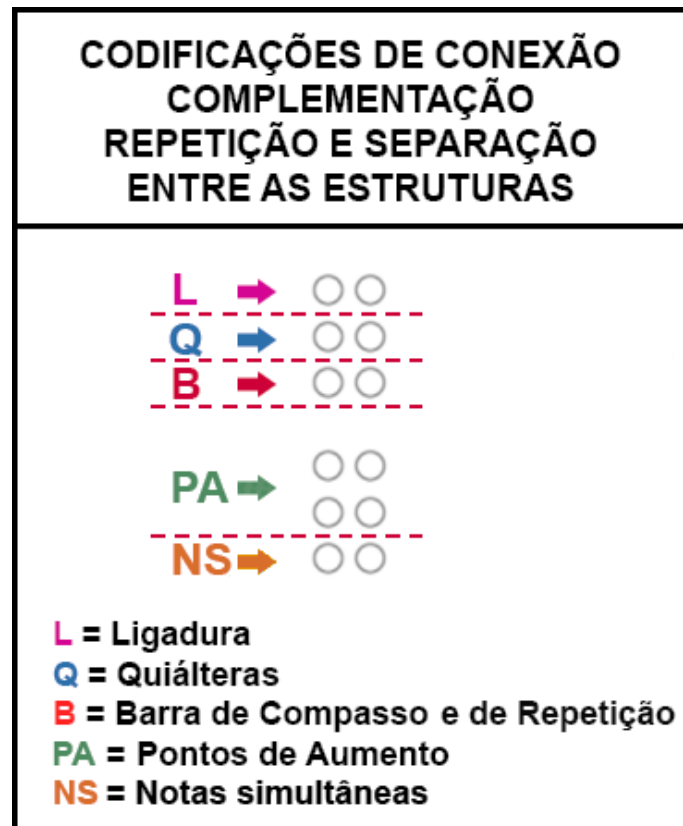 CODIFICAÇÕES DE CONEXÃO
COMPLEMENTAÇÃO
REPETIÇÃO E SEPARAÇÃO
ENTRE AS ESTRUTURAS
L
Q
B
PA
NS
L = Ligadura
Q = Quiálteras
B = Barra de Compasso e de Repetição
PA = Pontos de Aumento
NS = Notas simultâneas